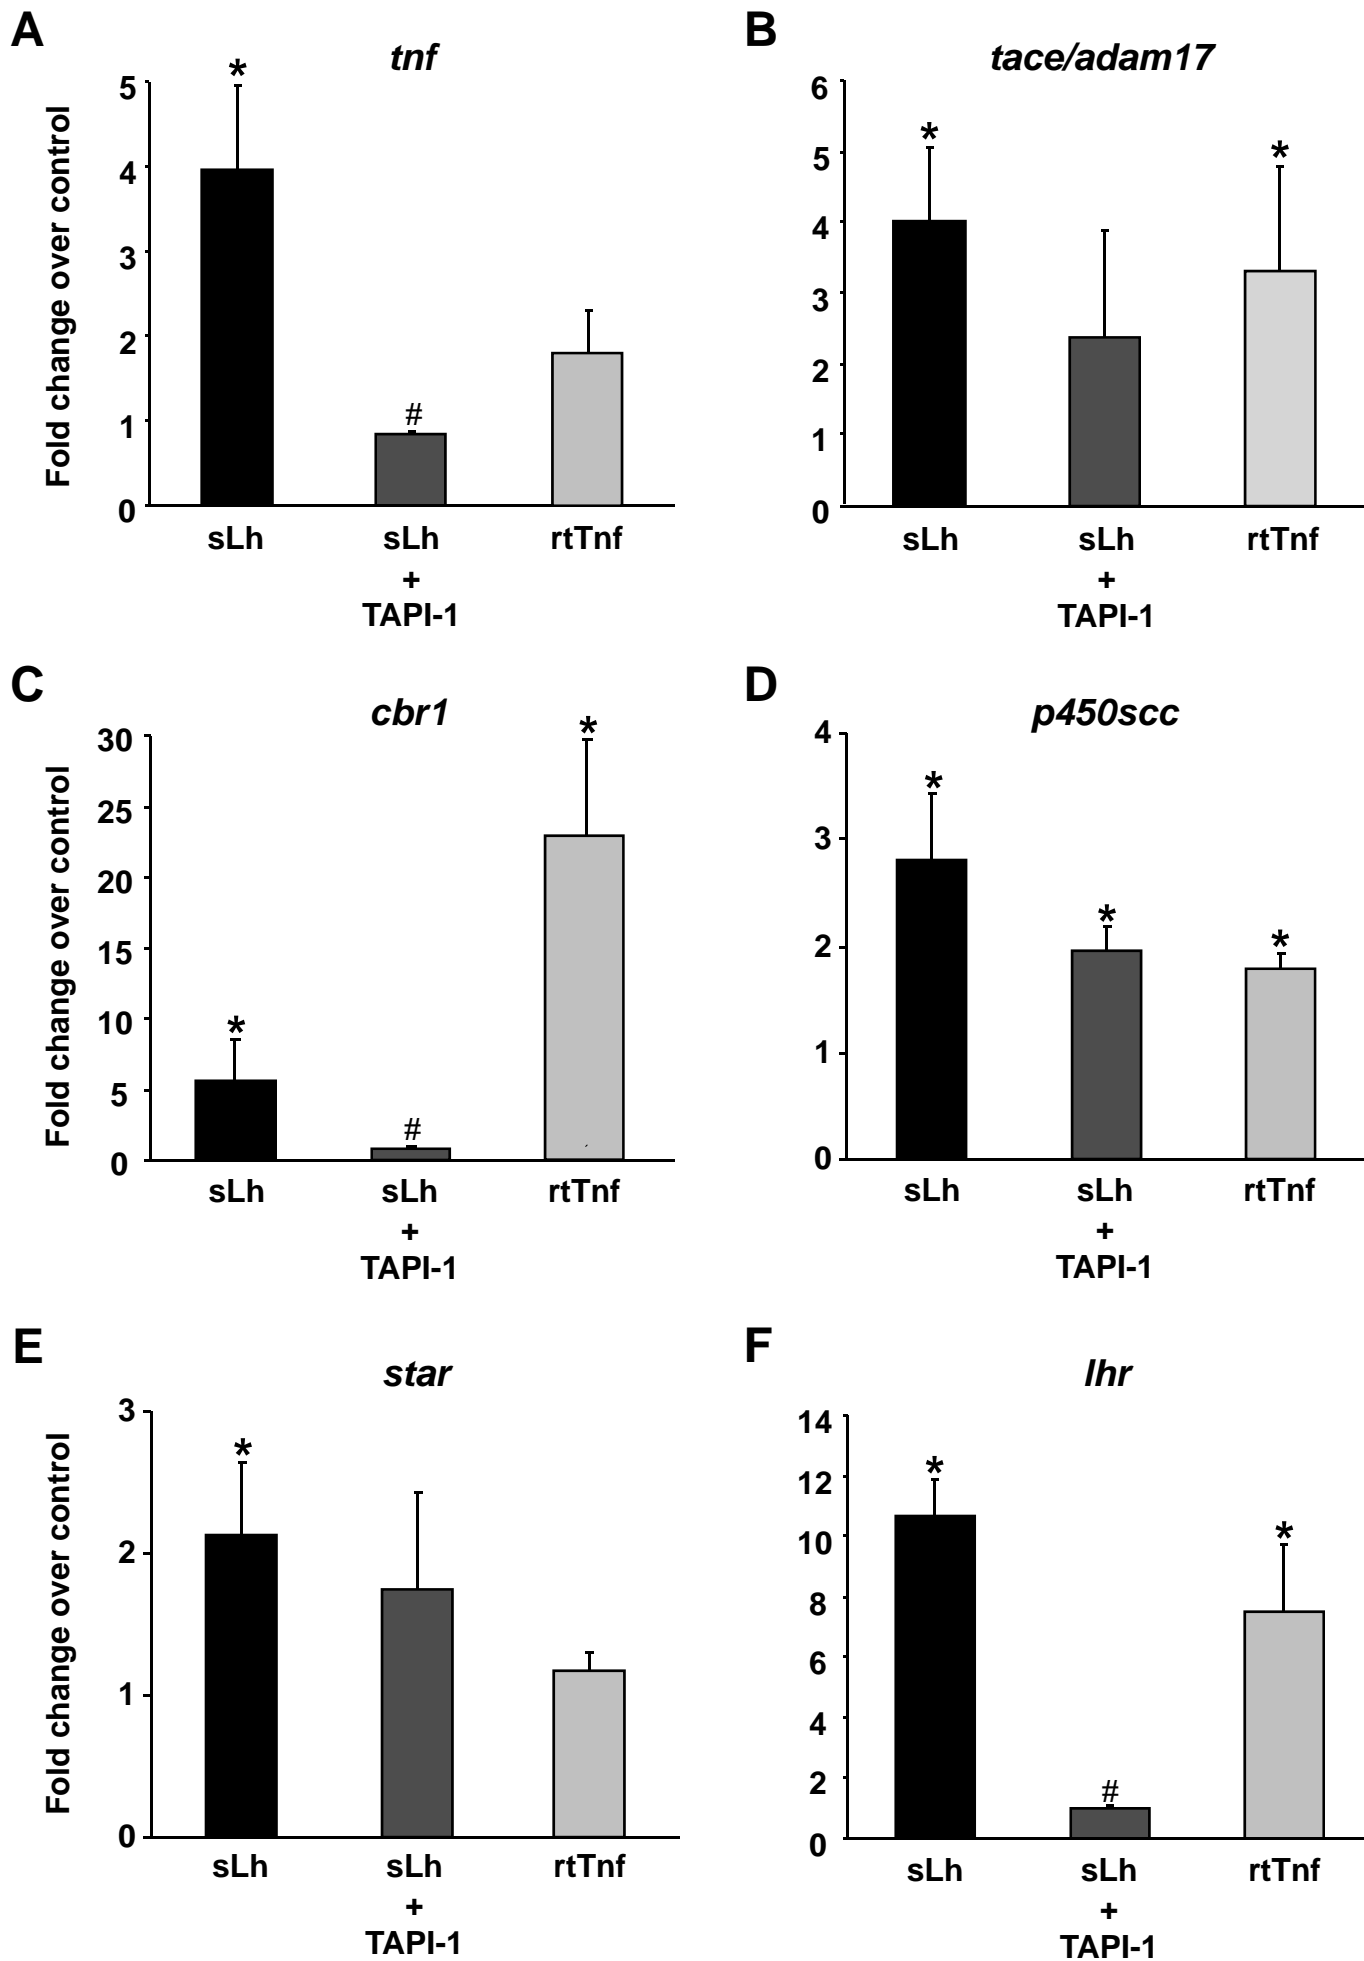 A
tnf
Fold change over control
5
4
3
2
1
0
*
#
sLh
sLh
+
TAPI-1
rtTnf
B
tace/adam17
6
5
4
3
2
1
0
*
*
sLh
sLh
+
TAPI-1
rtTnf
C
cbr1
Fold change over control
30
25
20
15
10
5
0
*
#
*
sLh
sLh
+
TAPI-1
rtTnf
D
p450scc
4
3
2
1
0
*
*
*
sLh
sLh
+
TAPI-1
rtTnf
E
star
Fold change over control
3
2
1
0
*
sLh
sLh
+
TAPI-1
rtTnf
F
lhr
14
12
10
8
6
4
2
0
*
#
*
sLh
sLh
+
TAPI-1
rtTnf